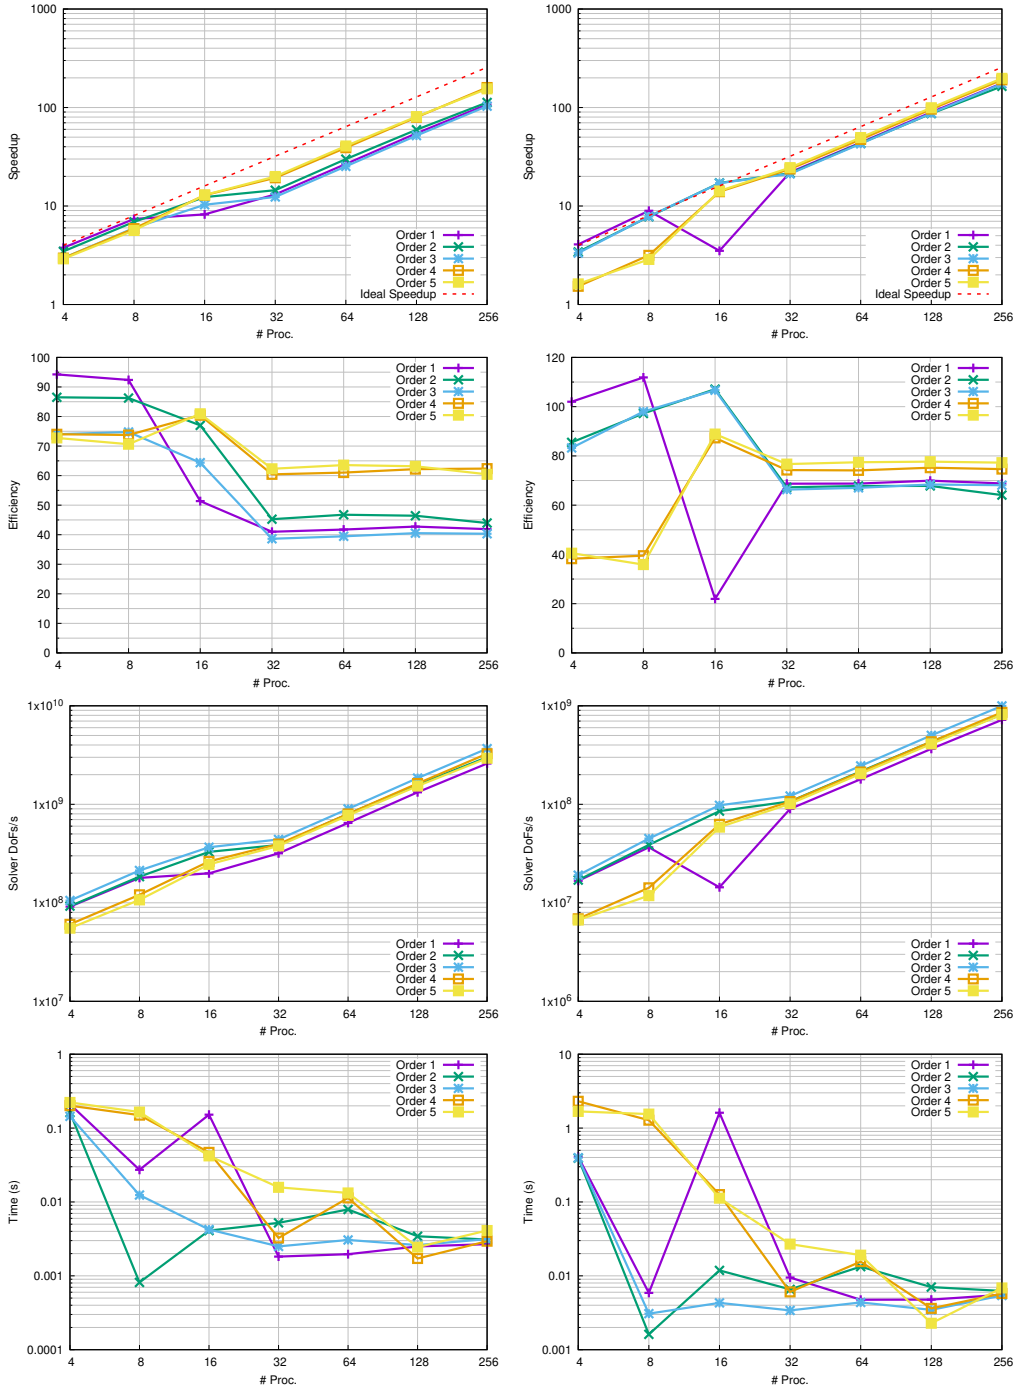 1000
100
10
1
Speedup
4 8 16 32 64 128 256
# Proc.
Order 1
Order 2
Order 3
Order 4
Order 5
Ideal Speedup
1000
100
10
1
Speedup
4 8 16 32 64 128 256
# Proc.
Order 1
Order 2
Order 3
Order 4
Order 5
Ideal Speedup
100
90
80
70
60
50
40
30
20
10
0
Efficiency
4 8 16 32 64 128 256
# Proc.
Order 1
Order 2
Order 3
Order 4
Order 5
120
100
80
60
40
20
0
Efficiency
4 8 16 32 64 128 256
# Proc.
Order 1
Order 2
Order 3
Order 4
Order 5
1x10^10
1x10^9
1x10^8
1x10^7
Solver DoFs/s
4 8 16 32 64 128 256
# Proc.
Order 1
Order 2
Order 3
Order 4
Order 5
1x10^9
1x10^8
1x10^7
1x10^6
Solver DoFs/s
4 8 16 32 64 128 256
# Proc.
Order 1
Order 2
Order 3
Order 4
Order 5
1
0.1
0.01
0.001
0.0001
Time (s)
4 8 16 32 64 128 256
# Proc.
Order 1
Order 2
Order 3
Order 4
Order 5
10
1
0.1
0.01
0.001
Time (s)
4 8 16 32 64 128 256
# Proc.
Order 1
Order 2
Order 3
Order 4
Order 5